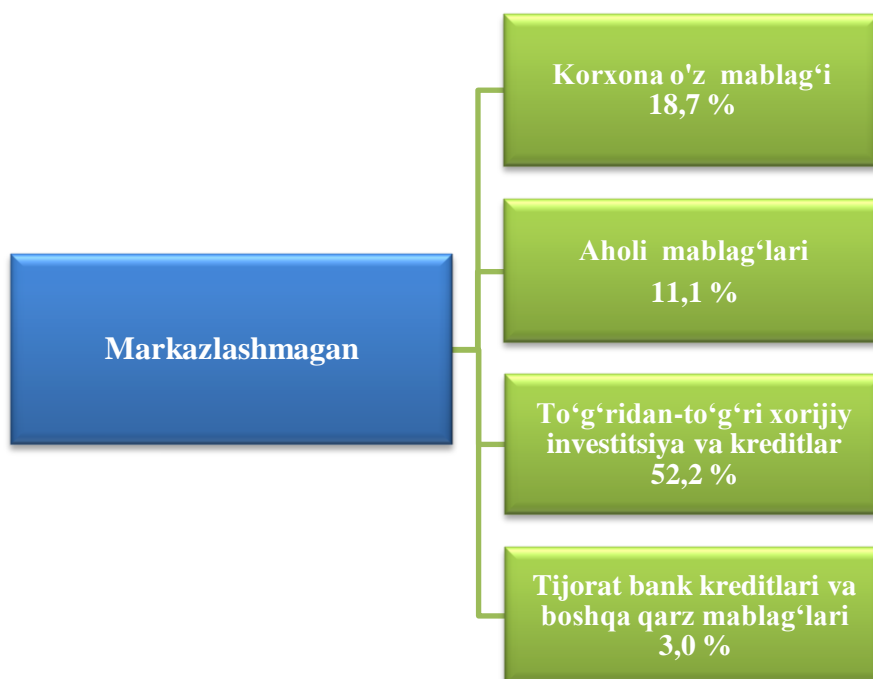 Korxona o'z mablag‘i
18,7 %
Aholi mablag‘lari
11,1 %
Markazlashmagan
To‘g‘ridan-to‘g‘ri xorijiy
investitsiya va kreditlar
52,2 %
Tijorat bank kreditlari va
boshqa qarz mablag‘lari
3,0 %